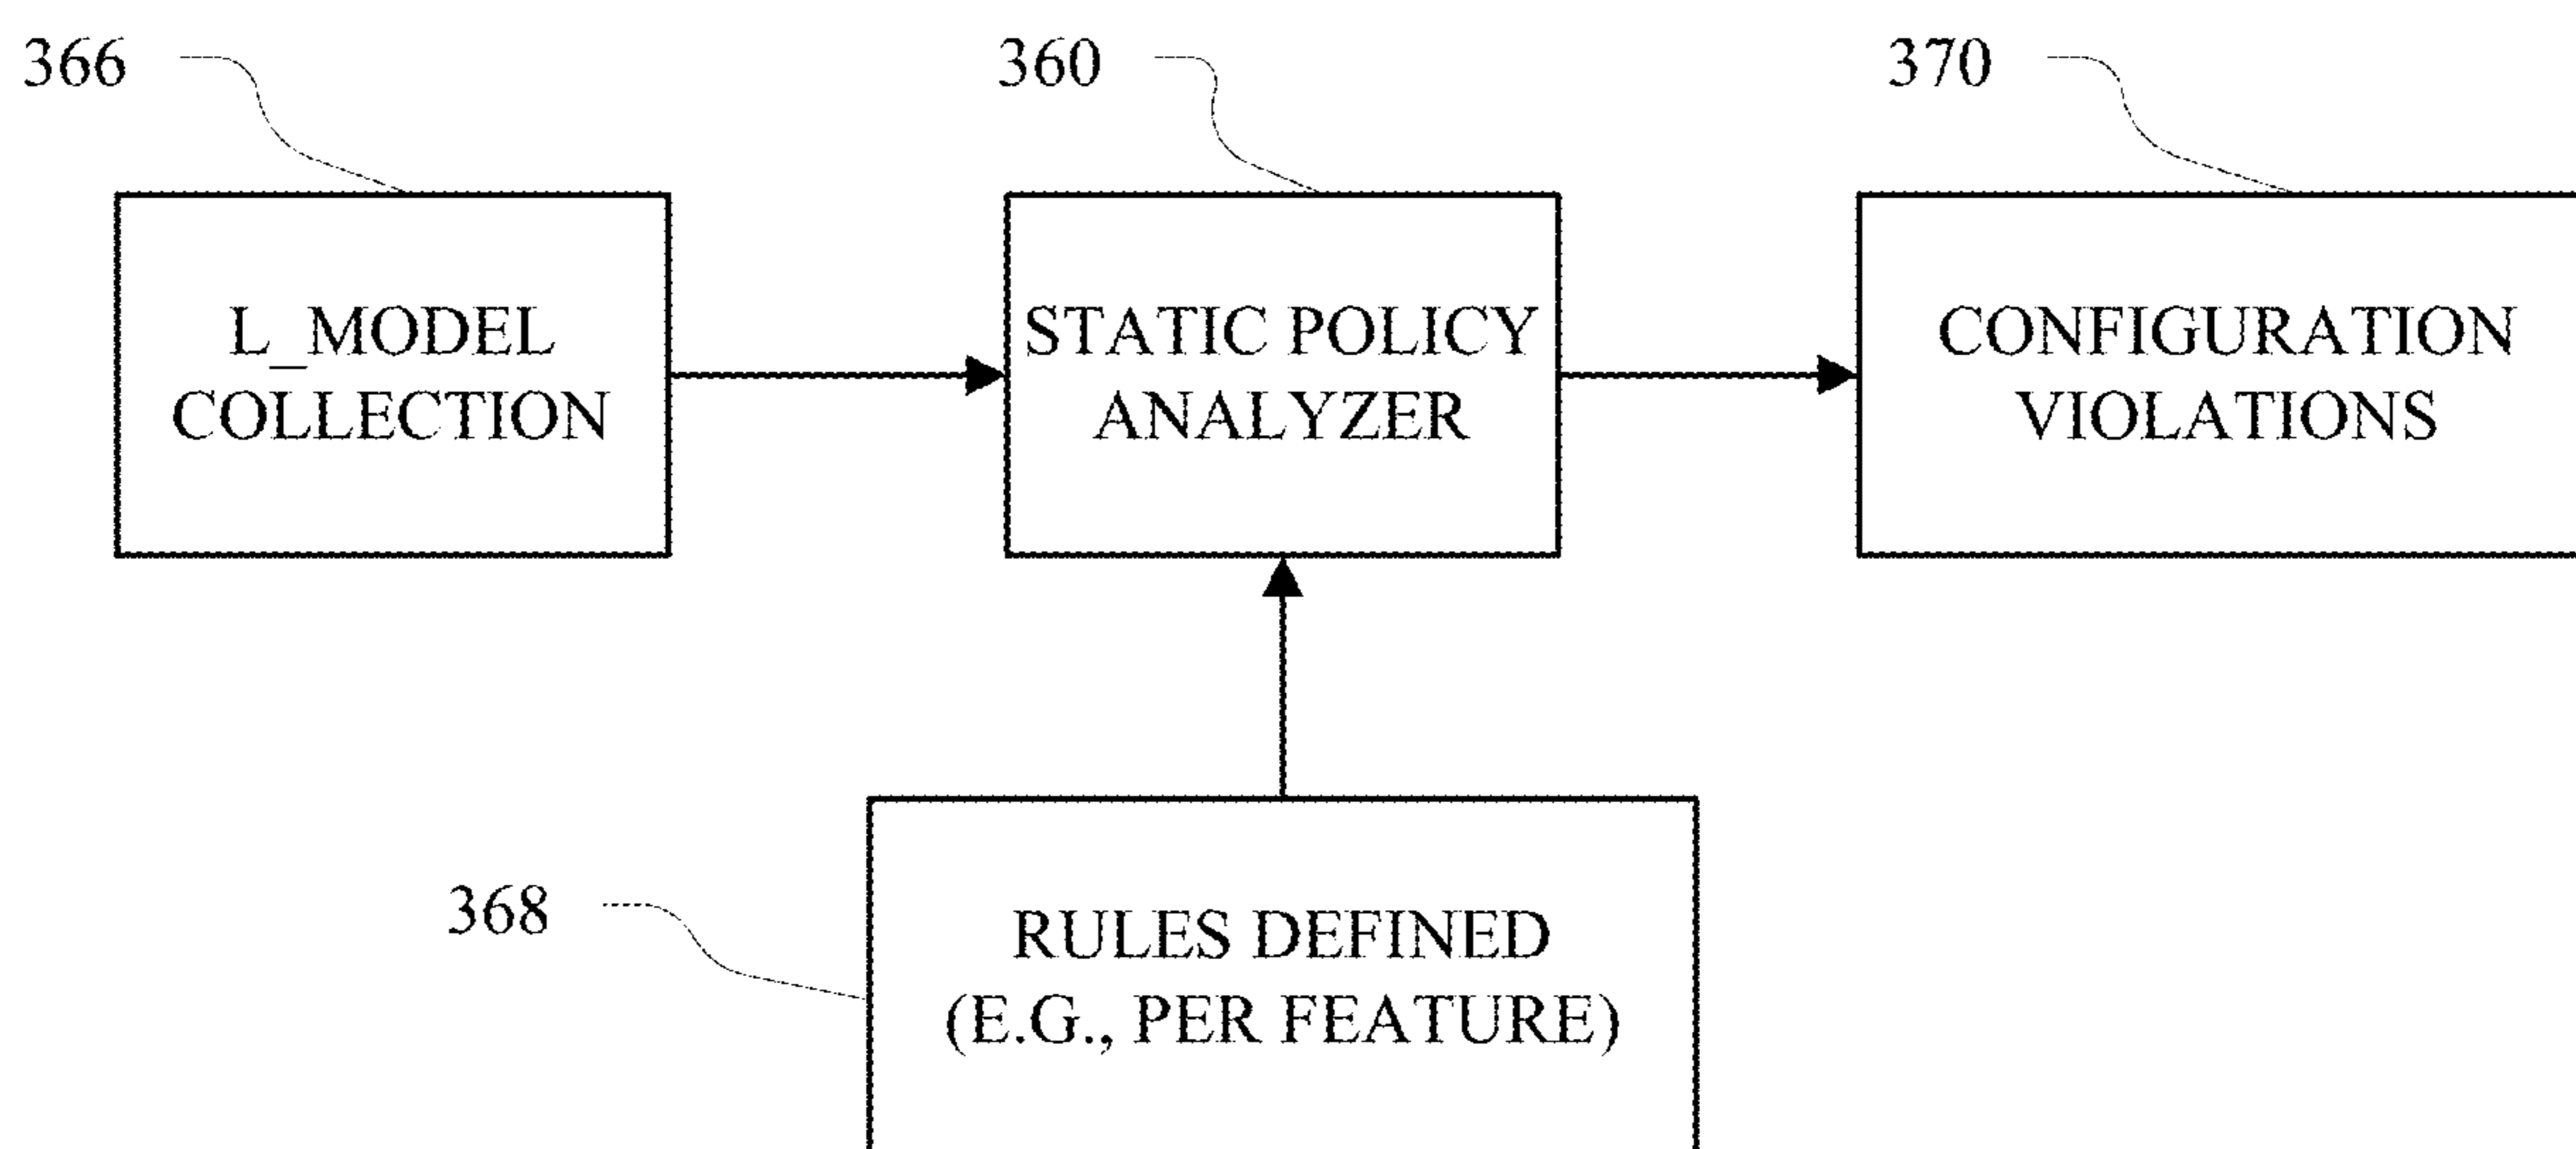 366
360
370
L_MODEL
COLLECTION
STATIC POLICY
ANALYZER
CONFIGURATION
VIOLATIONS
368
RULES DEFINED
(E.G., PER FEATURE)